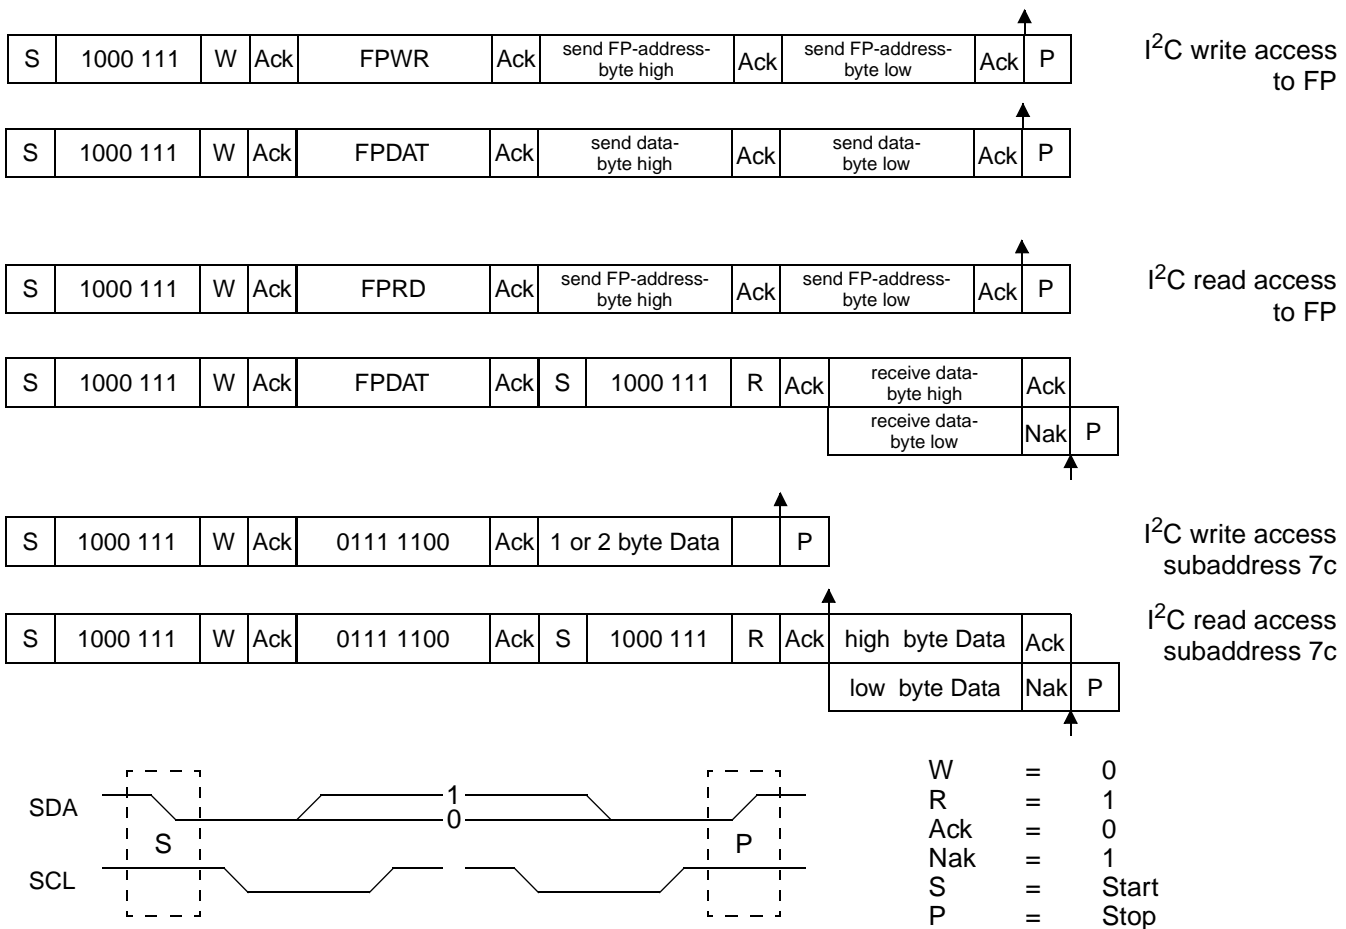 S 1000 111 W Ack FPWR Ack send FP-address-byte high Ack send FP-address-byte low Ack P
I²C write access
to FP
S 1000 111 W Ack FPDAT Ack send data-byte high Ack send data-byte low Ack P
S 1000 111 W Ack FPRD Ack send FP-address-byte high Ack send FP-address-byte low Ack P
I²C read access
to FP
S 1000 111 W Ack FPDAT Ack S 1000 111 R Ack receive data-byte high Ack
receive data-byte low Nak P
S 1000 111 W Ack 0111 1100 Ack 1 or 2 byte Data P
I²C write access
subaddress 7c
S 1000 111 W Ack 0111 1100 Ack S 1000 111 R Ack high byte Data Ack
I²C read access
subaddress 7c
low byte Data Nak P
SDA 1
0
S P
SCL
W = 0
R = 1
Ack = 0
Nak = 1
S = Start
P = Stop